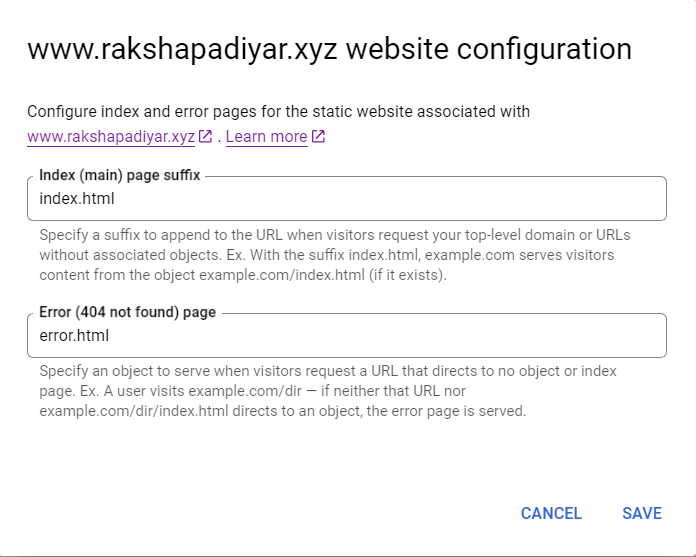 www.rakshapadiyar.xyz website configuration
Configure index and error pages for the static website associated with
www.rakshapadiyar.xyz . Learn more
Index (main) page suffix
index.html
Specify a suffix to append to the URL when visitors request your top-level domain or URLs
without associated objects. Ex. With the suffix index.html, example.com serves visitors
content from the object example.com/index.html (if it exists).
Error (404 not found) page
error.html
Specify an object to serve when visitors request a URL that directs to no object or index
page. Ex. A user visits example.com/dir — if neither that URL nor
example.com/dir/index.html directs to an object, the error page is served.
CANCEL SAVE